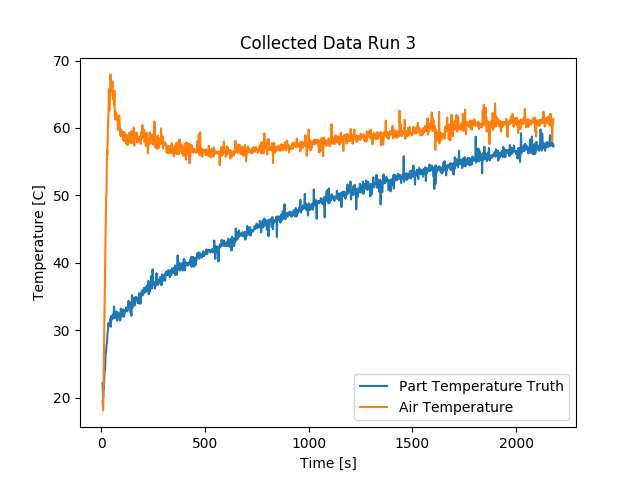 Collected Data Run 3
70
60
50
40
30
20
Temperature [C]
0
500
1000
1500
2000
Time [s]
Part Temperature Truth
Air Temperature